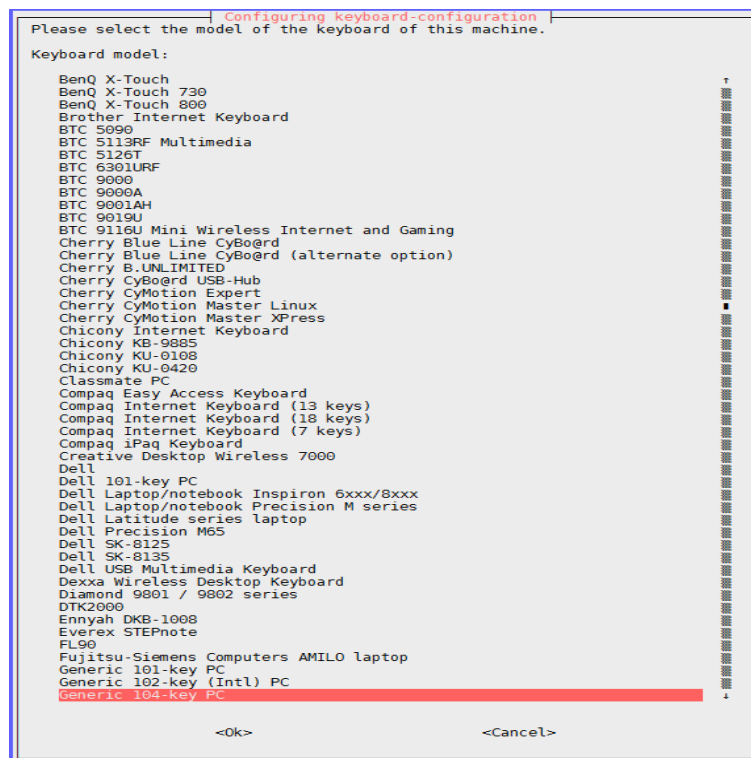 Configuring keyboard-configuration
Please select the model of the keyboard of this machine.
Keyboard model:
BenQ X-Touch
BenQ X-Touch 730
BenQ X-Touch 800
Brother Internet Keyboard
BTC 5090
BTC 5113RF Multimedia
BTC 5126T
BTC 6301URF
BTC 9000
BTC 9000A
BTC 9001AH
BTC 9019U
BTC 9116U Mini Wireless Internet and Gaming
Cherry Blue Line CyBo@rd
Cherry Blue Line CyBo@rd (alternate option)
Cherry B.UNLIMITED
Cherry CyBo@rd USB-Hub
Cherry CyMotion Expert
Cherry CyMotion Master Linux
Cherry CyMotion Master XPress
Chicony Internet Keyboard
Chicony KB-9885
Chicony KU-0108
Chicony KU-0420
Classmate PC
Compaq Easy Access Keyboard
Compaq Internet Keyboard (13 keys)
Compaq Internet Keyboard (18 keys)
Compaq Internet Keyboard (7 keys)
Compaq iPaq Keyboard
Creative Desktop Wireless 7000
Dell
Dell 101-key PC
Dell Laptop/notebook Inspiron 6xxx/8xxx
Dell Laptop/notebook Precision M series
Dell Latitude series laptop
Dell Precision M65
Dell SK-8125
Dell SK-8135
Dell USB Multimedia Keyboard
Dexxa Wireless Desktop Keyboard
Diamond 9801 / 9802 series
DTK2000
Ennyah DKB-1008
Everex STEPnote
FL90
Fujitsu-Siemens Computers AMILO laptop
Generic 101-key PC
Generic 102-key (Intl) PC
Generic 104-key PC
<Ok> <Cancel>